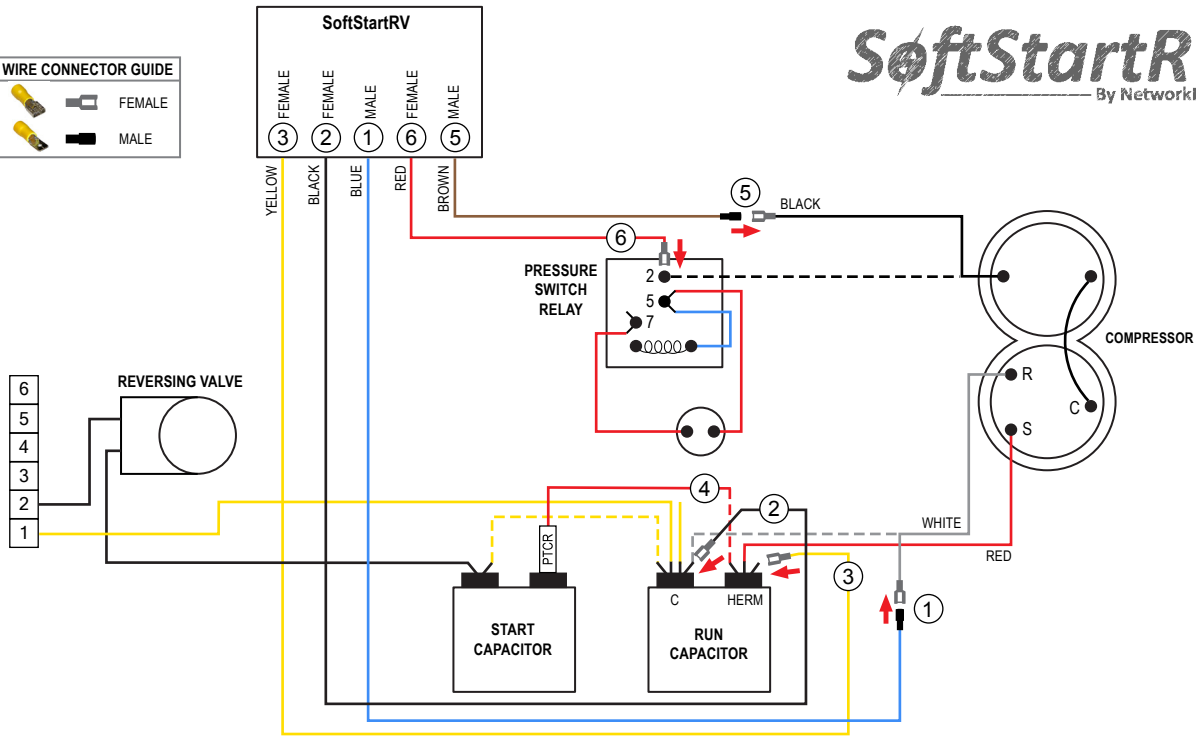 SoftStartRV
SoftStartR
By Network
WIRE CONNECTOR GUIDE
FEMALE
MALE
FEMALE
FEMALE
MALE
FEMALE
MALE
3
2
1
6
5
YELLOW
BLACK
BLUE
RED
BROWN
5
BLACK
6
PRESSURE
SWITCH
RELAY
2
5
7
COMPRESSOR
R
C
S
REVERSING VALVE
6
5
4
3
2
1
4
2
WHITE
RED
PTCR
3
1
C
HERM
START
CAPACITOR
RUN
CAPACITOR